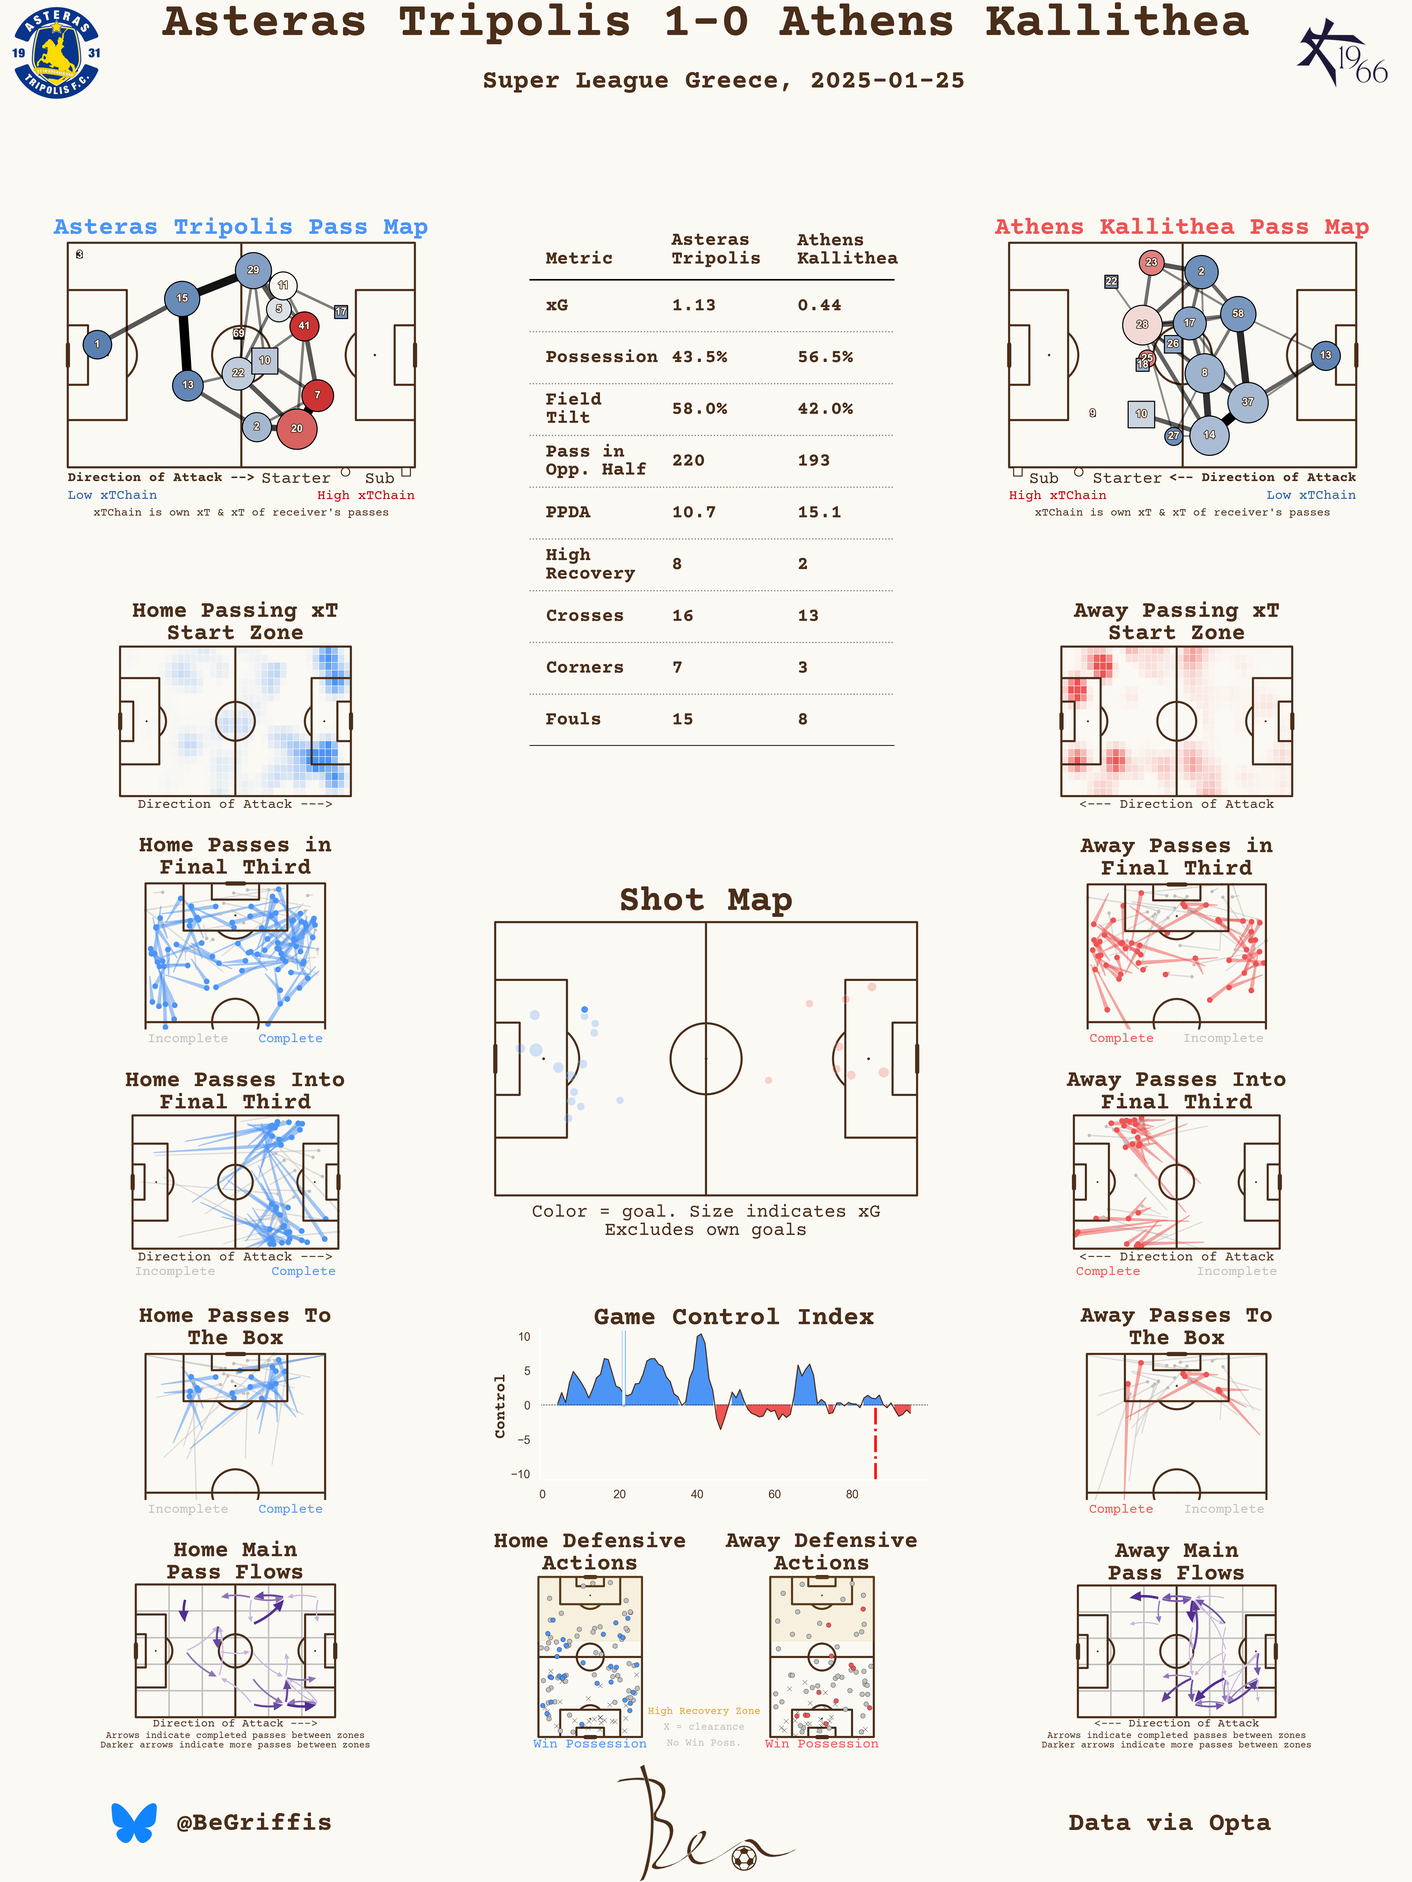 Asteras Tripolis 1-0 Athens Kallithea
Super League Greece, 2025-01-25
ASTERAS
19 31
TRIPOLIS F.C.
1966
Asteras Tripolis Pass Map
3
29
11
15
5
17
41
69
1
10
22
13
7
2
20
Direction of Attack --> Starter Sub
Low xTChain High xTChain
xTChain is own xT & xT of receiver's passes
Metric Asteras Tripolis Athens Kallithea
xG 1.13 0.44
Possession 43.5% 56.5%
Field Tilt 58.0% 42.0%
Pass in Opp. Half 220 193
PPDA 10.7 15.1
High Recovery 8 2
Crosses 16 13
Corners 7 3
Fouls 15 8
Athens Kallithea Pass Map
23
2
22
58
28
17
26
25
18
13
8
37
9
10
27
14
Sub Starter <-- Direction of Attack
High xTChain Low xTChain
xTChain is own xT & xT of receiver's passes
Home Passing xT
Start Zone
Direction of Attack --->
Away Passing xT
Start Zone
<--- Direction of Attack
Home Passes in
Final Third
Incomplete Complete
Away Passes in
Final Third
Complete Incomplete
Shot Map
Color = goal. Size indicates xG
Excludes own goals
Home Passes Into
Final Third
Direction of Attack --->
Incomplete Complete
Away Passes Into
Final Third
<--- Direction of Attack
Complete Incomplete
Home Passes To
The Box
Incomplete Complete
Game Control Index
Control
10
5
0
−5
−10
0 20 40 60 80
Away Passes To
The Box
Complete Incomplete
Home Main
Pass Flows
Direction of Attack --->
Arrows indicate completed passes between zones
Darker arrows indicate more passes between zones
Home Defensive
Actions
Win Possession
High Recovery Zone
X = clearance
No Win Poss.
Away Defensive
Actions
Win Possession
Away Main
Pass Flows
<--- Direction of Attack
Arrows indicate completed passes between zones
Darker arrows indicate more passes between zones
@BeGriffis
Ben
Data via Opta